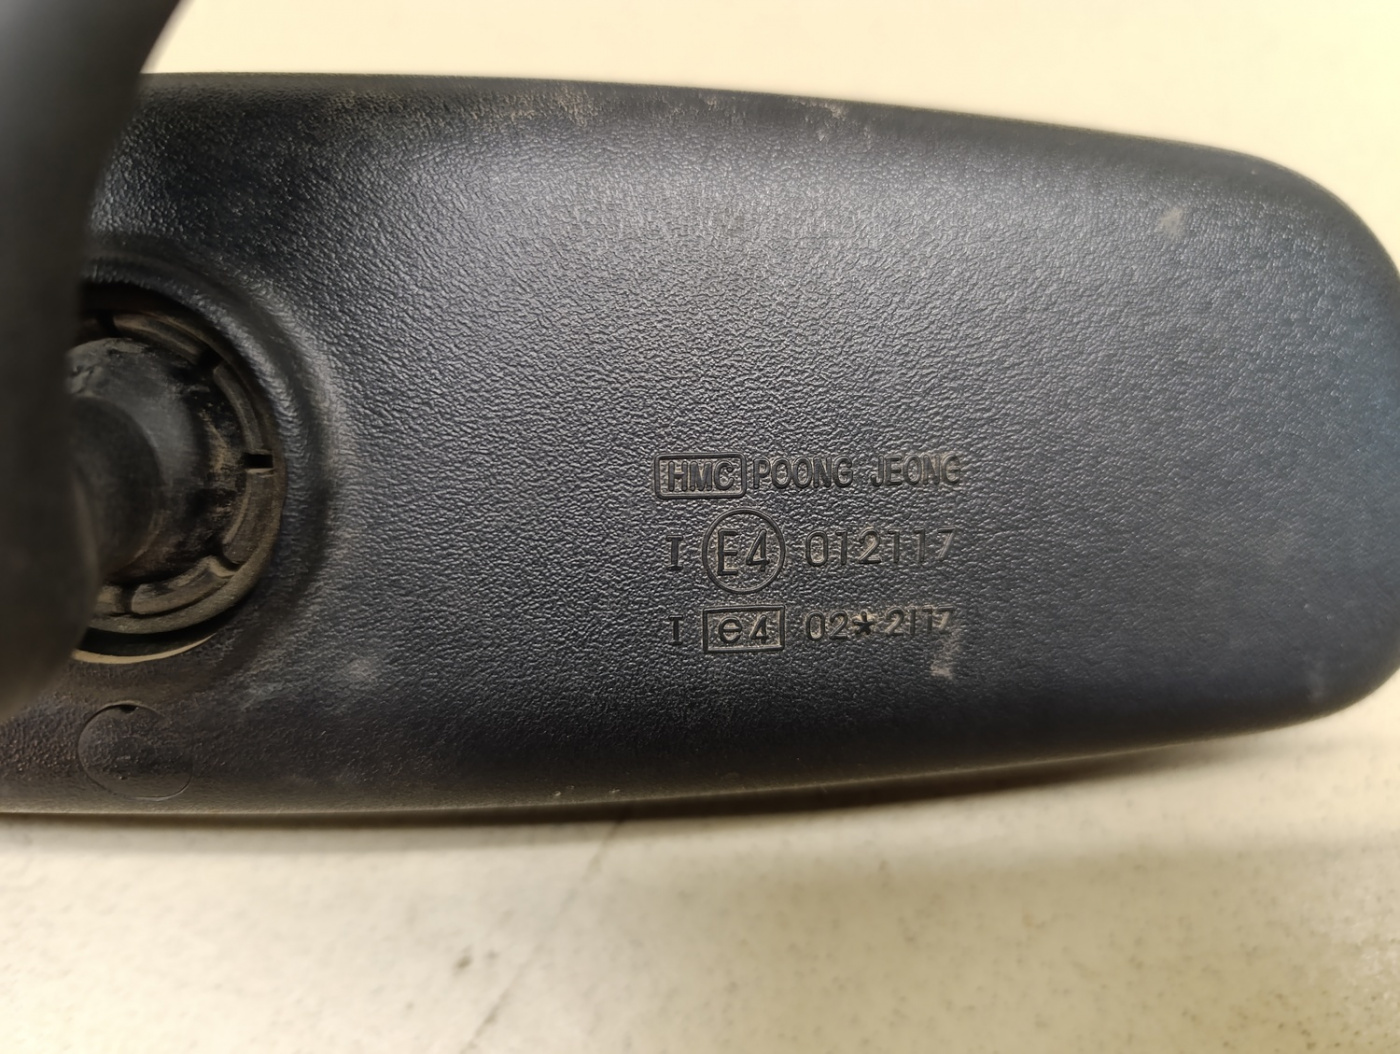 HMC POONG JEONG
I E4 012117
I e4 02*2117